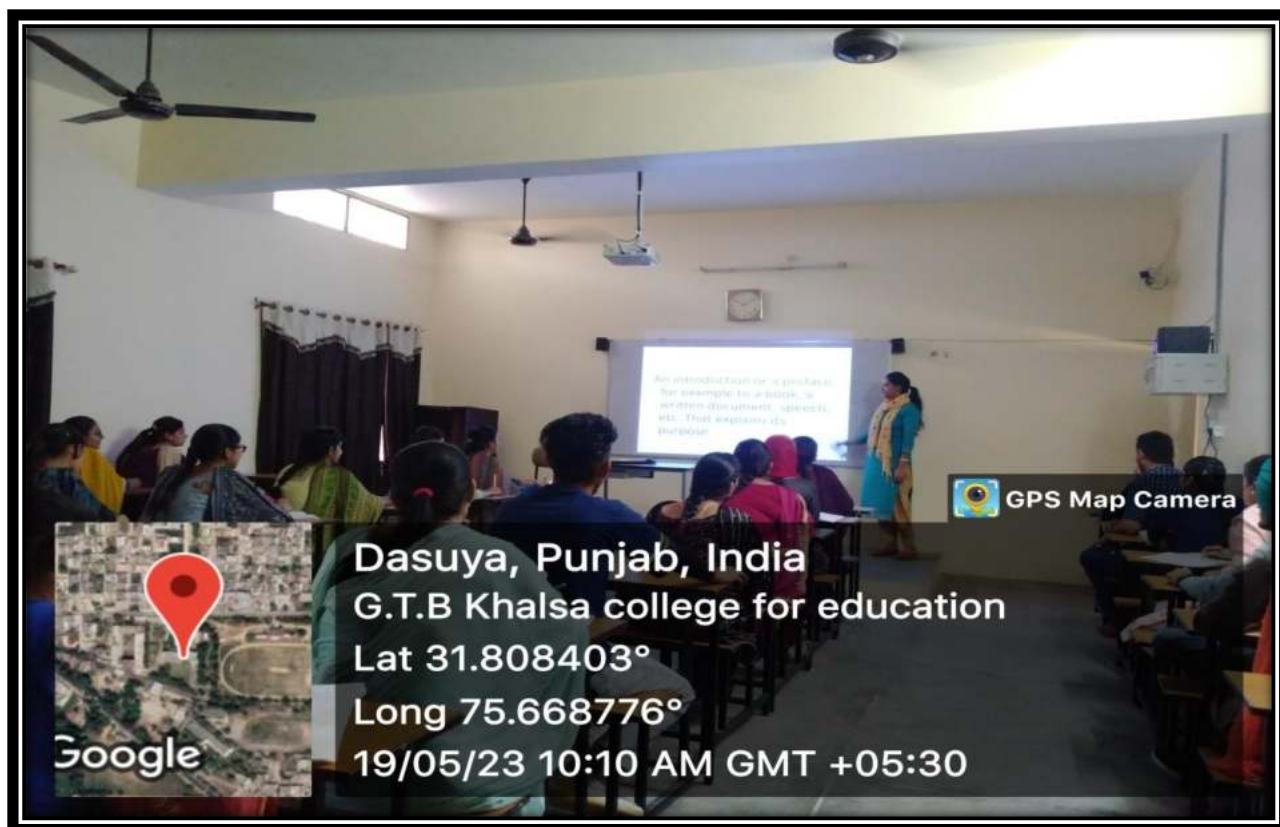 An introduction or a preface,
for example to a book, a
written document, speech,
etc. That explains its
purpose
GPS Map Camera
Dasuya, Punjab, India
G.T.B Khalsa college for education
Lat 31.808403°
Long 75.668776°
19/05/23 10:10 AM GMT +05:30
Google